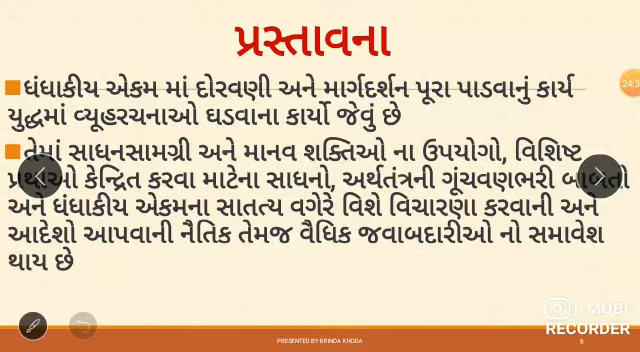 પ્રસ્તાવના
ધંધાકીય એકમ માં દોરવણી અને માર્ગદર્શન પૂરા પાડવાનું કાર્ય
યુદ્ધમાં વ્યૂહરચનાઓ ઘડવાના કાર્યો જેવું છે
તેમાં સાધનસામગ્રી અને માનવ શક્તિઓ ના ઉપયોગો, વિશિષ્ટ
કેન્દ્રિત કરવા માટેના સાધનો, અર્થતંત્રની ગૂંચવણભરી બાબતો
અને ધંધાકીય એકમના સાતત્ય વગેરે વિશે વિચારણા કરવાની અને
આદેશો આપવાની નૈતિક તેમજ વૈધિક જવાબદારીઓ નો સમાવેશ
થાય છે
PRESENTED BY BRINDA KHODA
6
MOBI
RECORDER